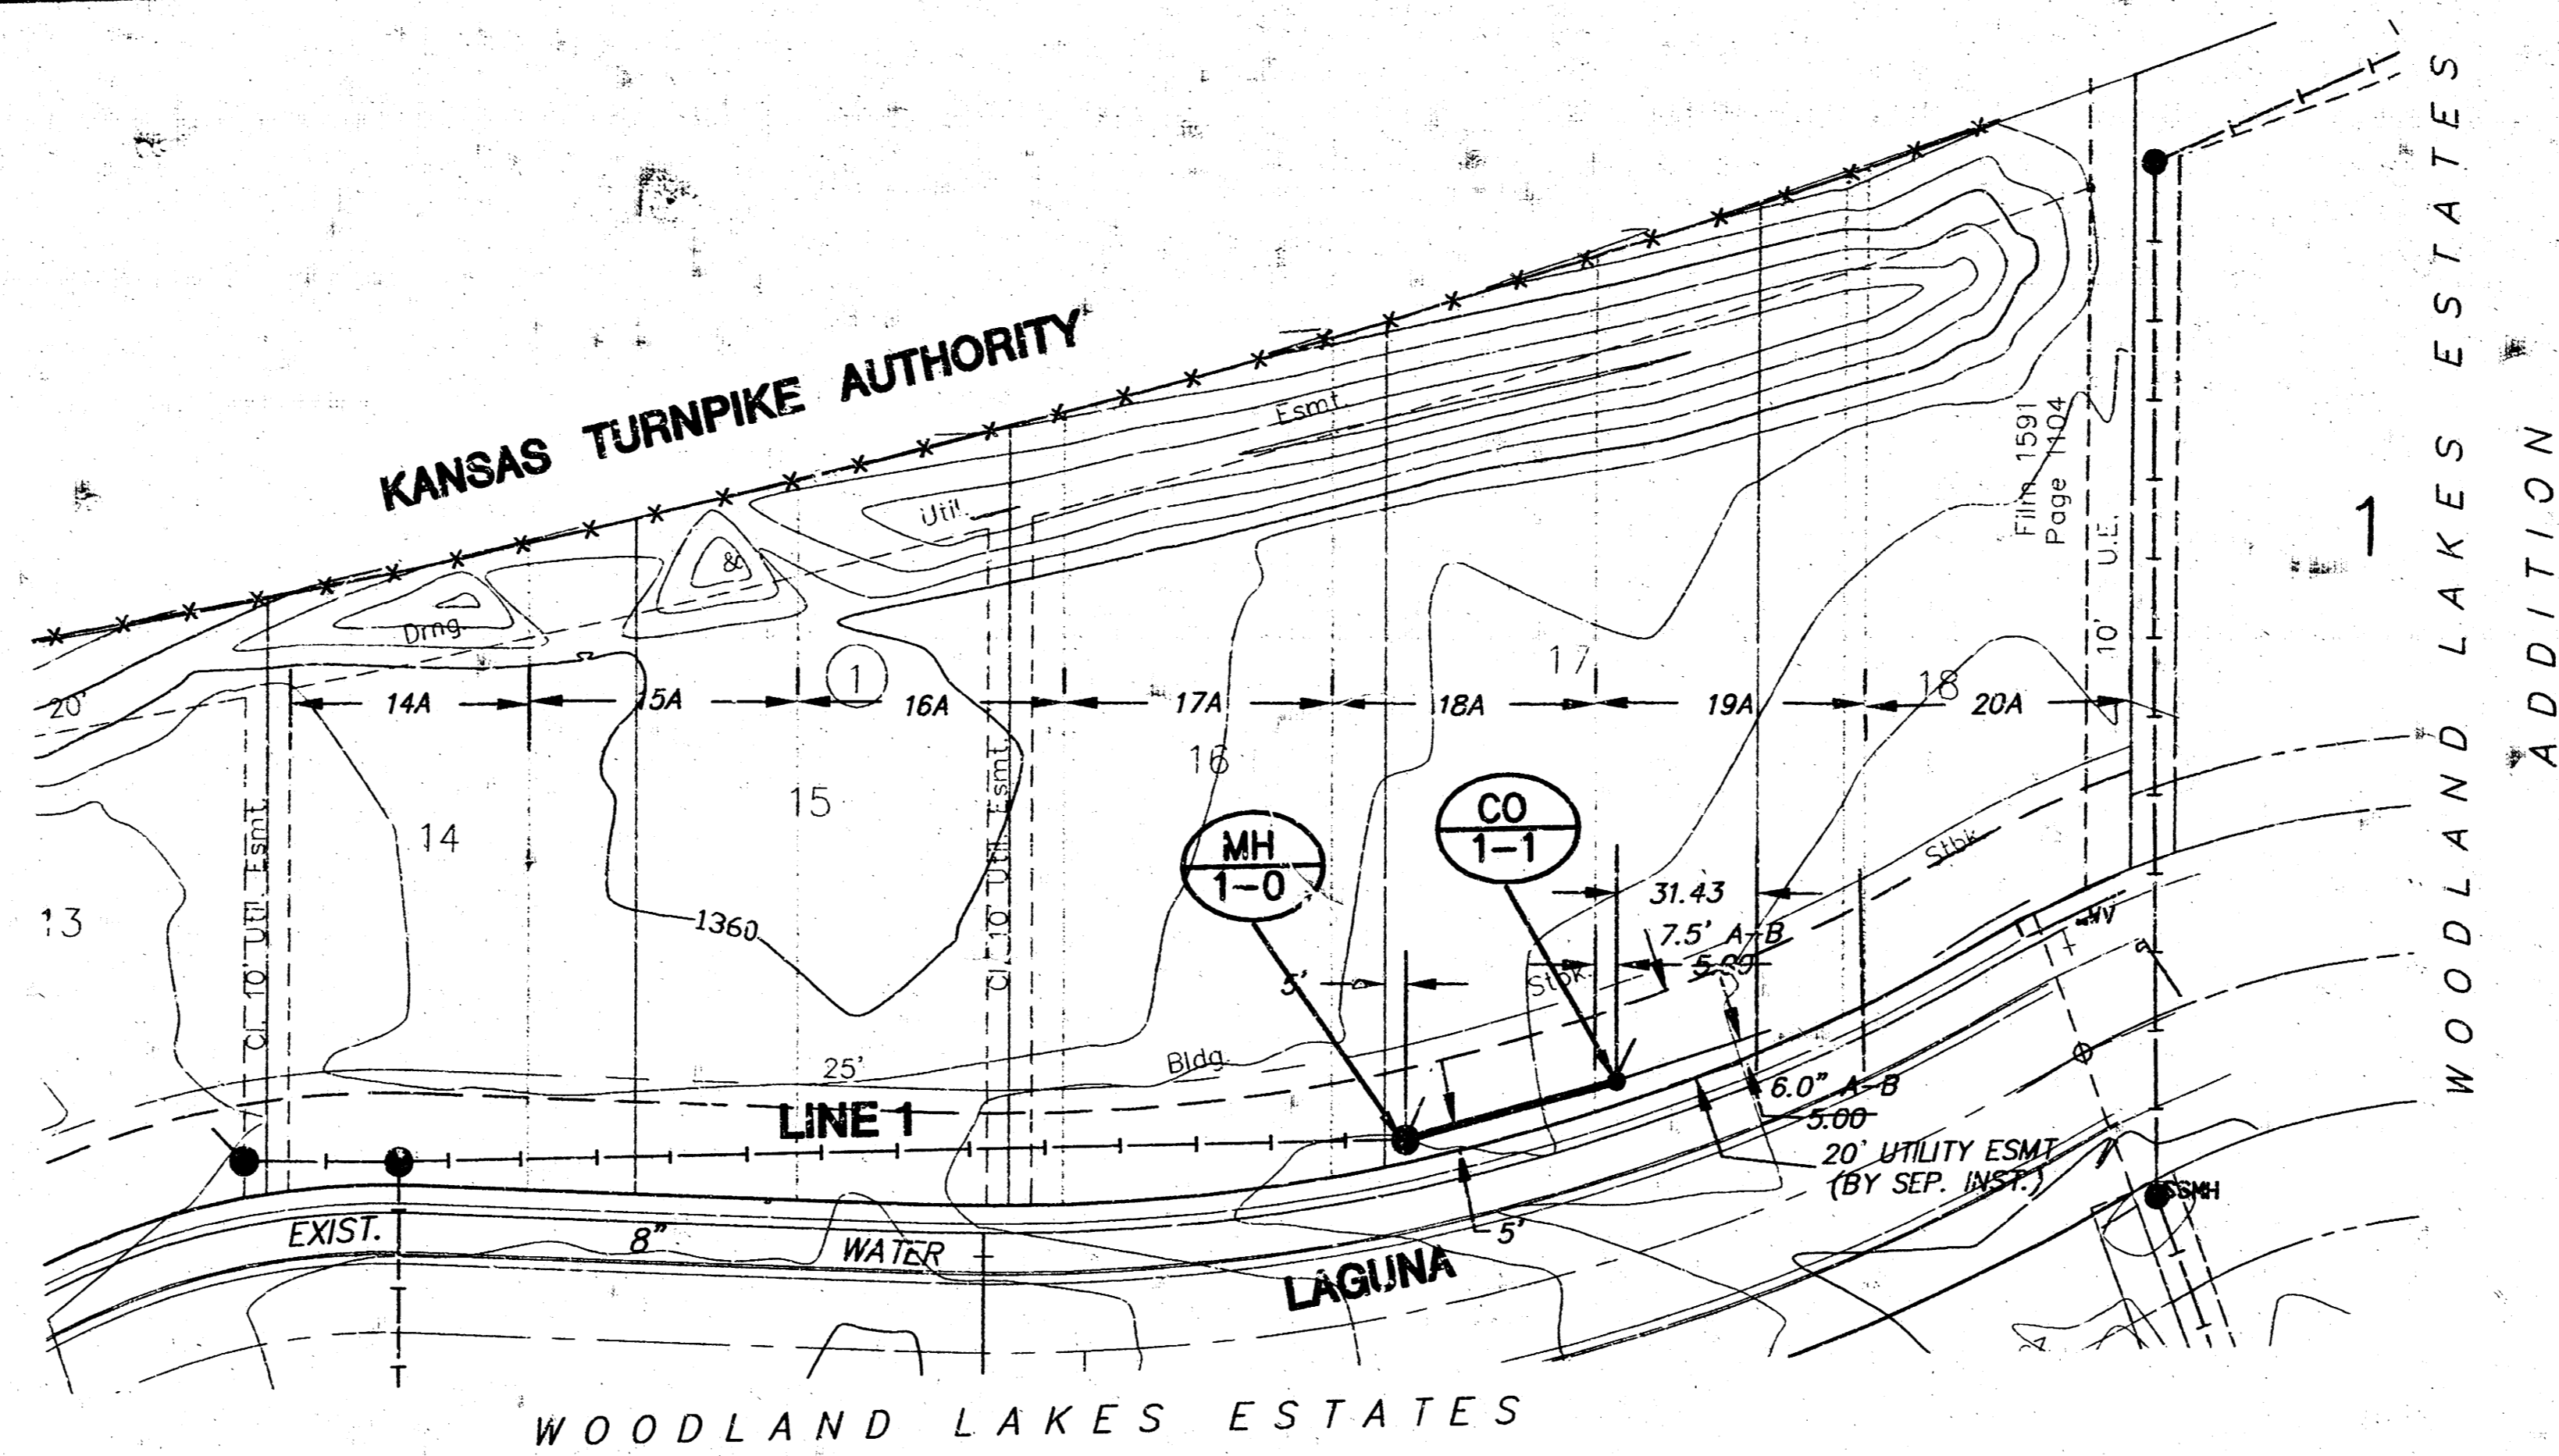 KANSAS TURNPIKE AUTHORITY
WOODLAND LAKES ESTATES
ADDITION
1
Film 1591
Page 1104
10' U.E.
Esmt.
Util.
&
Drng.
20'
1
14A
15A
16A
17A
18A
19A
20A
13
14
15
16
17
18
Cl. 10' Util. Esmt.
Cl. 10' Util. Esmt.
1360
MH
1-0
CO
1-1
31.43
7.5' A-B
5.00
5'
Stbk.
Stbk.
25'
Bldg.
LINE 1
WV
6.0" A-B
5.00
20' UTILITY ESMT
(BY SEP. INST.)
SSMH
5'
EXIST. 8" WATER
LAGUNA
WOODLAND LAKES ESTATES